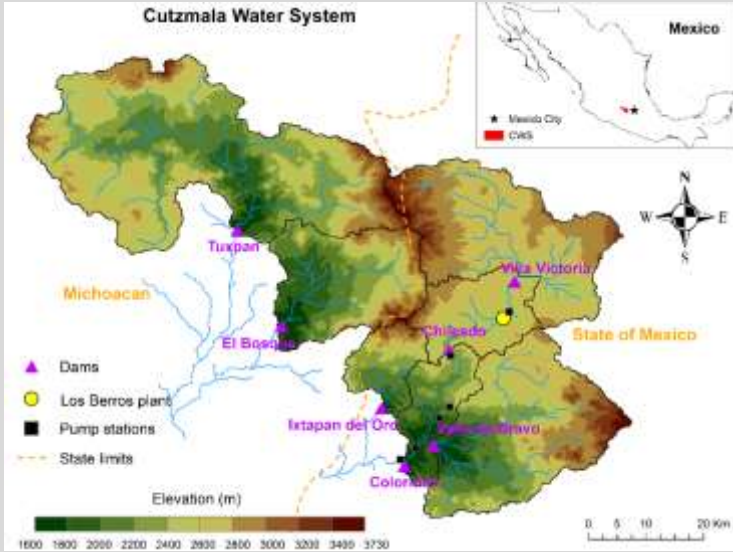 Cutzmala Water System
Mexico
Mexico City
CWS
N
W
E
S
Tuxpan
Villa Victoria
Michoacan
El Bosque
Chilesdo
State of Mexico
Dams
Los Berros plant
Ixtapan del Oro
Pump stations
Bravo
State limits
Colorines
Elevation (m)
1600 1800 2000 2200 2400 2600 2800 3000 3200 3400 3730
0 5 10 20 Km